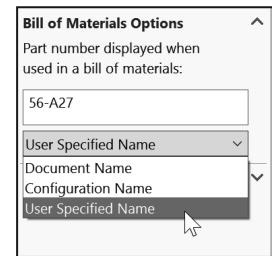 Bill of Materials Options
Part number displayed when
used in a bill of materials:
56-A27
User Specified Name
Document Name
Configuration Name
User Specified Name